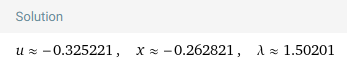 Solution
u ≈ −0.325221 , x ≈ −0.262821 , λ ≈ 1.50201